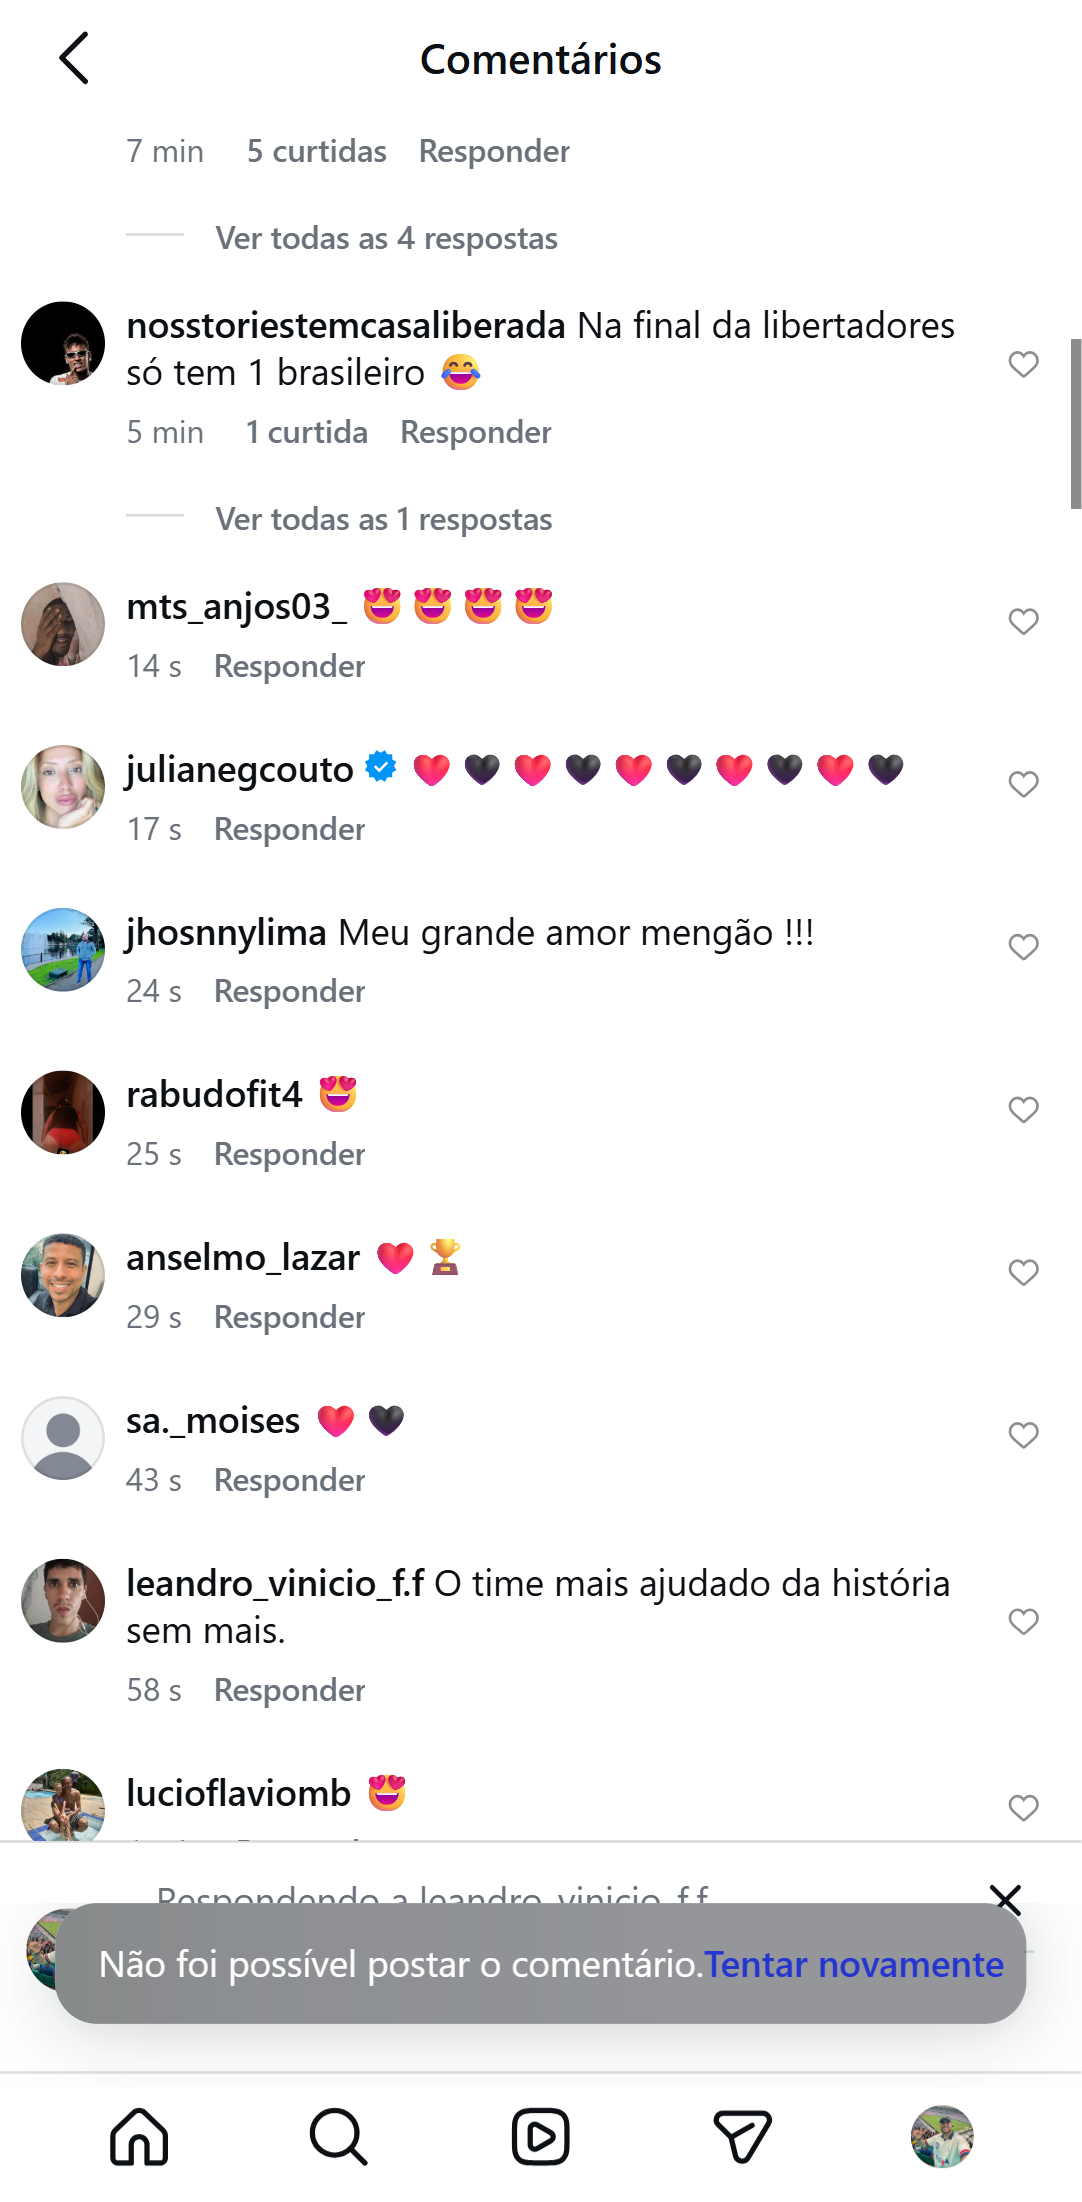 Comentários
7 min 5 curtidas Responder
Ver todas as 4 respostas
nosstoriestemcasaliberada Na final da libertadores
só tem 1 brasileiro 😂
5 min 1 curtida Responder
Ver todas as 1 respostas
mts_anjos03_ 😍😍😍😍
14 s Responder
julianegcouto ❤️🖤❤️🖤❤️🖤❤️🖤❤️🖤
17 s Responder
jhosnnylima Meu grande amor mengão !!!
24 s Responder
rabudofit4 😍
25 s Responder
anselmo_lazar ❤️🏆
29 s Responder
sa._moises ❤️🖤
43 s Responder
leandro_vinicio_f.f O time mais ajudado da história
sem mais.
58 s Responder
lucioflaviomb 😍
Respondendo a leandro_vinicio_f.f
Não foi possível postar o comentário.Tentar novamente